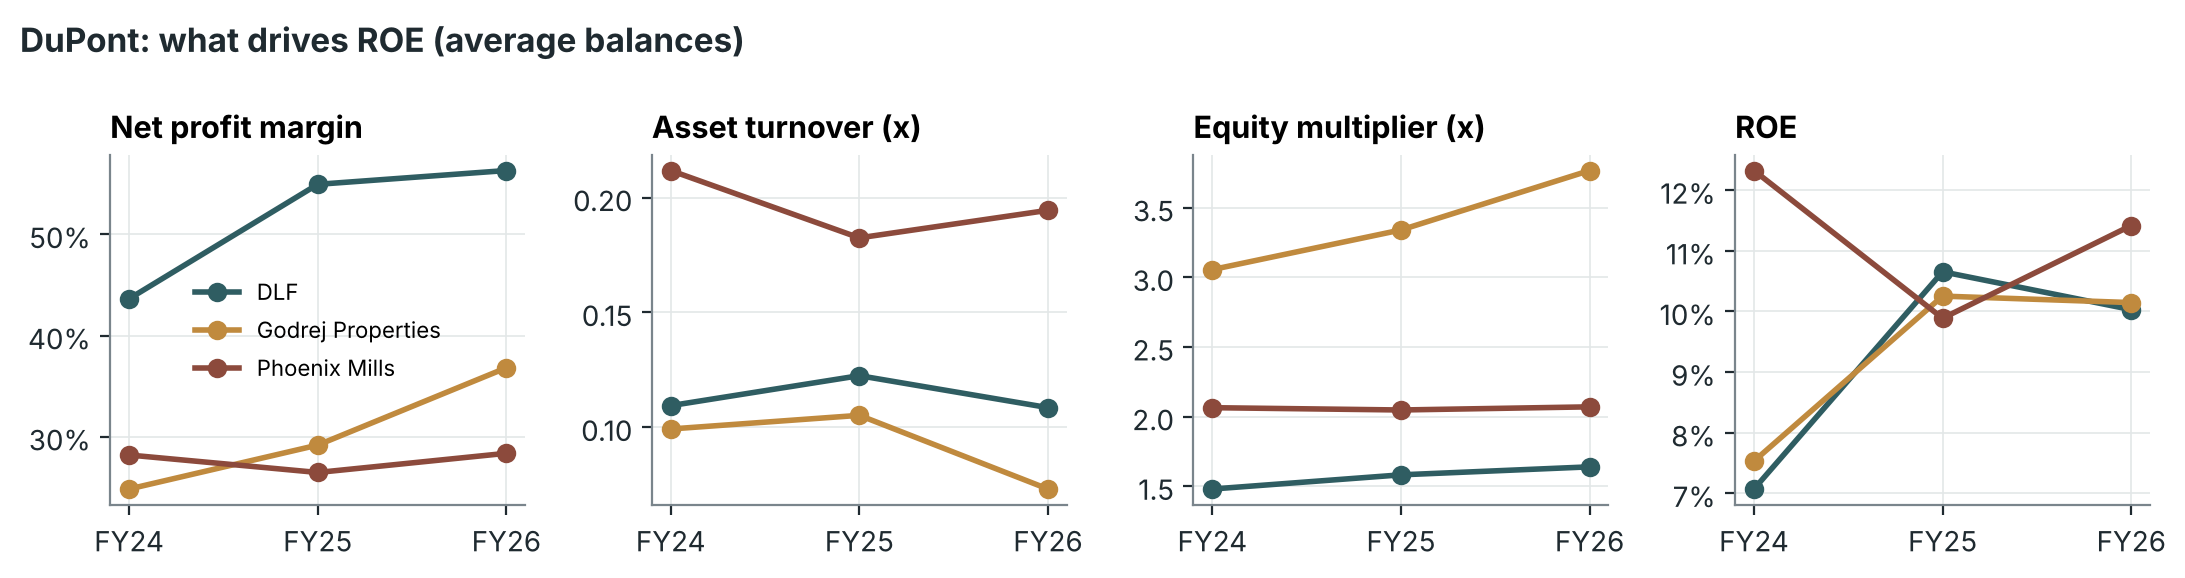 DuPont: what drives ROE (average balances)
Net profit margin
50%
40%
30%
DLF
Godrej Properties
Phoenix Mills
FY24 FY25 FY26
Asset turnover (x)
0.20
0.15
0.10
FY24 FY25 FY26
Equity multiplier (x)
3.5
3.0
2.5
2.0
1.5
FY24 FY25 FY26
ROE
12%
11%
10%
9%
8%
7%
FY24 FY25 FY26